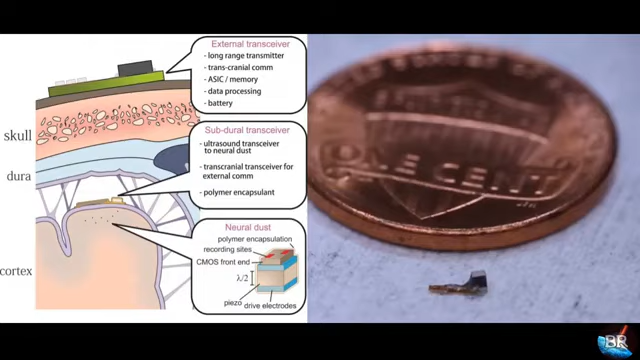 External transceiver
- long range transmitter
- trans-cranial comm
- ASIC / memory
- data processing
- battery
skull
Sub-dural transceiver
- ultrasound transceiver
to neural dust
- transcranial transceiver for
external comm
- polymer encapsulant
dura
Neural dust
polymer encapsulation
recording sites
CMOS front end
λ/2
piezo
drive electrodes
cortex
ONE CENT
BR